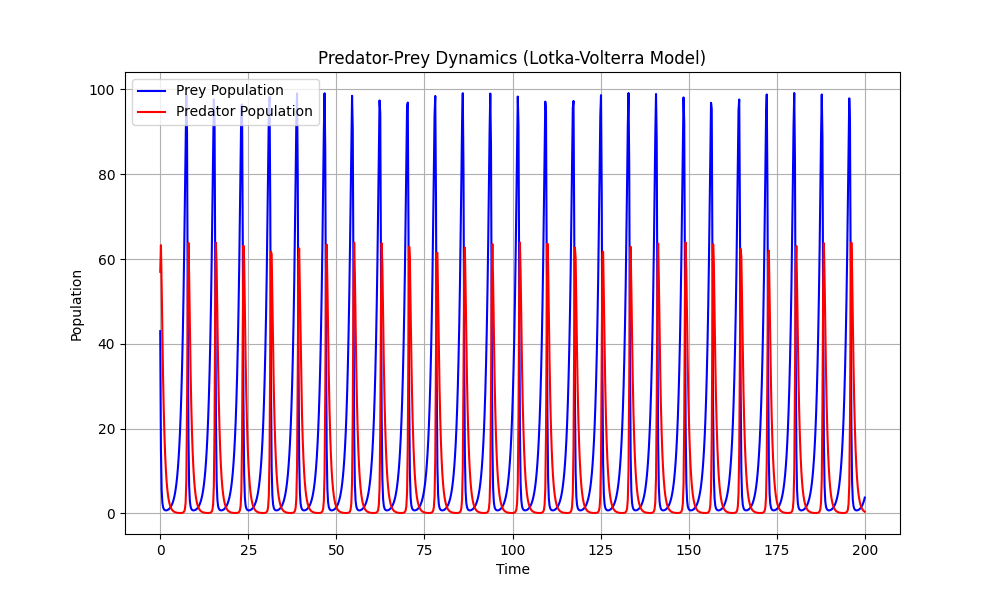 Predator-Prey Dynamics (Lotka-Volterra Model)
Prey Population
Predator Population
Population
100
80
60
40
20
0
0 25 50 75 100 125 150 175 200
Time